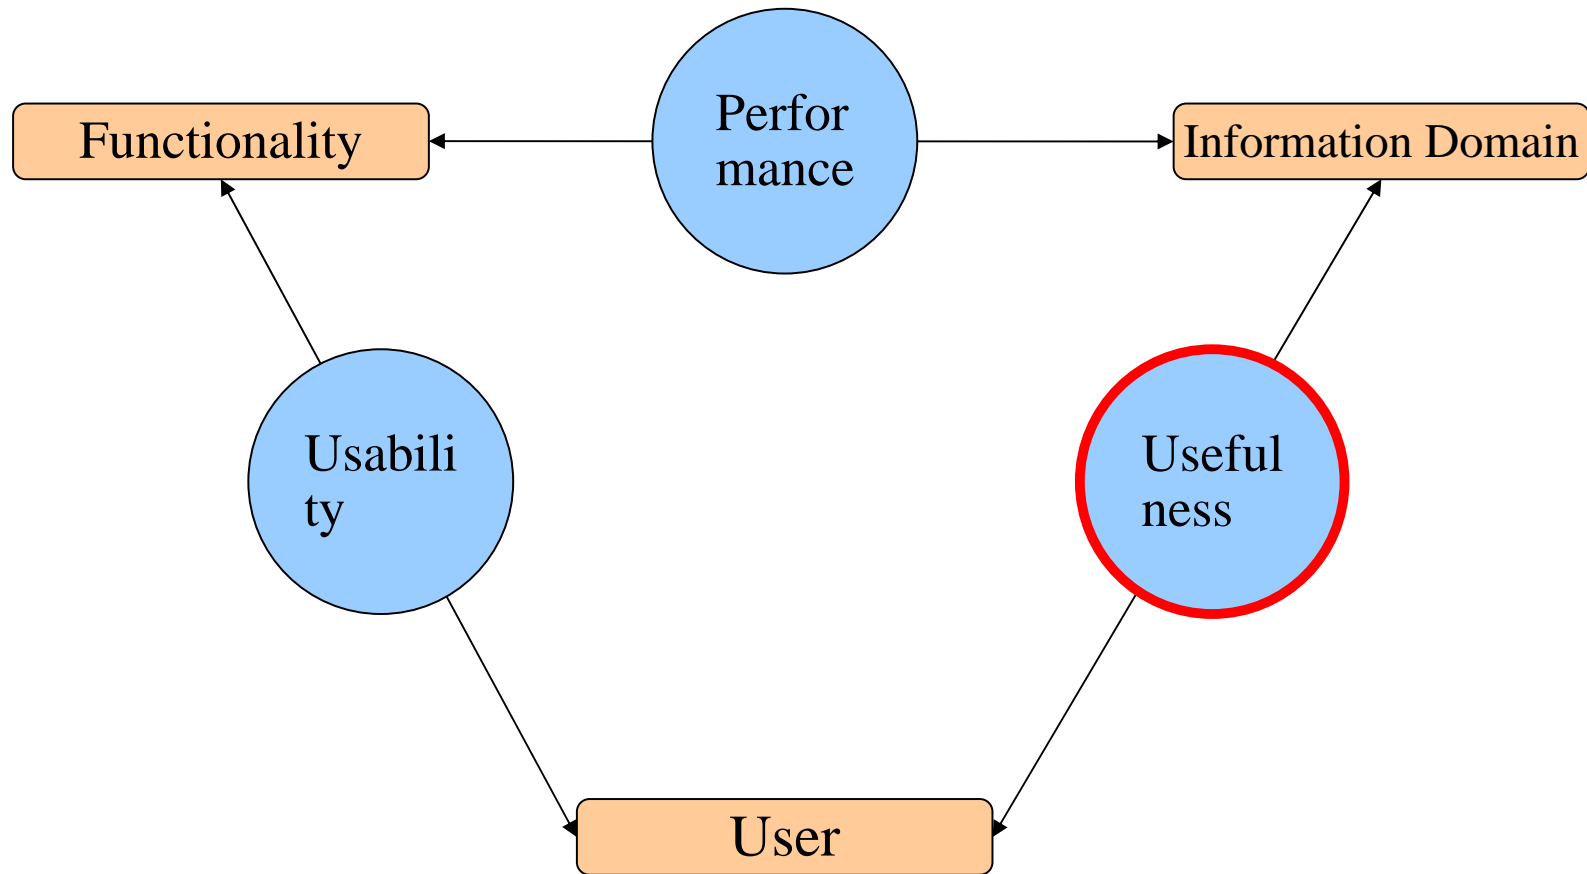 Perfor
mance
Functionality
Information Domain
Usabili
ty
Useful
ness
User